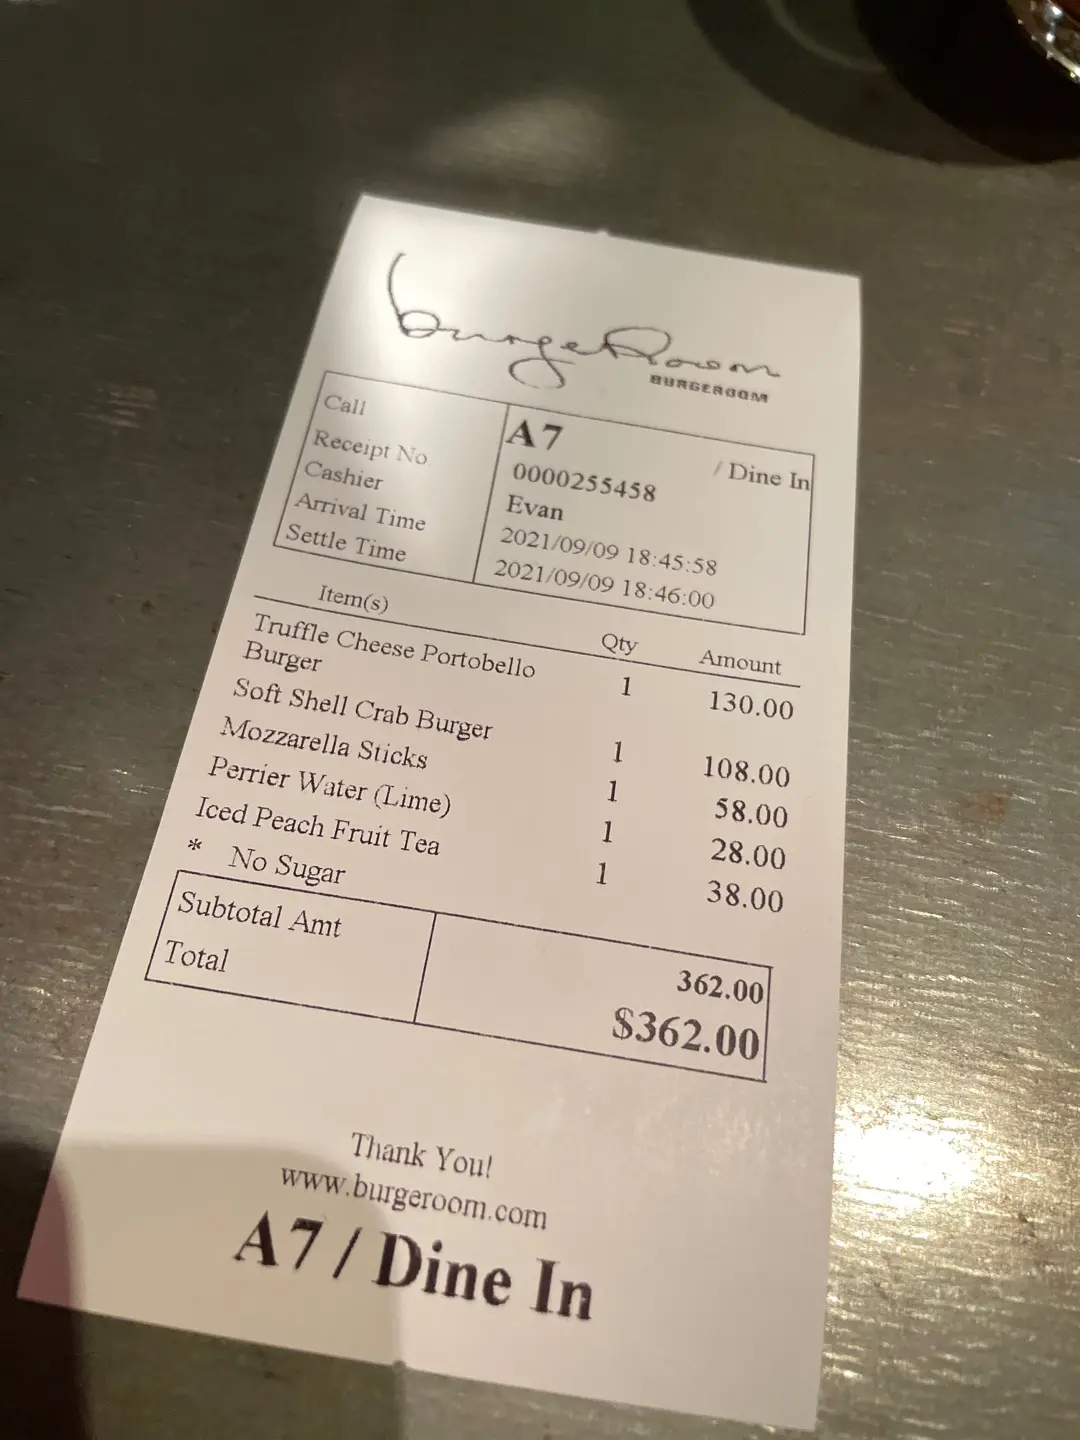 burgeRoom
BURGEROOM
Call A7 / Dine In
Receipt No 0000255458
Cashier Evan
Arrival Time 2021/09/09 18:45:58
Settle Time 2021/09/09 18:46:00
Item(s) Qty Amount
Truffle Cheese Portobello
Burger 1 130.00
Soft Shell Crab Burger 1 108.00
Mozzarella Sticks 1 58.00
Perrier Water (Lime) 1 28.00
Iced Peach Fruit Tea 1 38.00
* No Sugar
Subtotal Amt 362.00
Total $362.00
Thank You!
www.burgeroom.com
A7 / Dine In